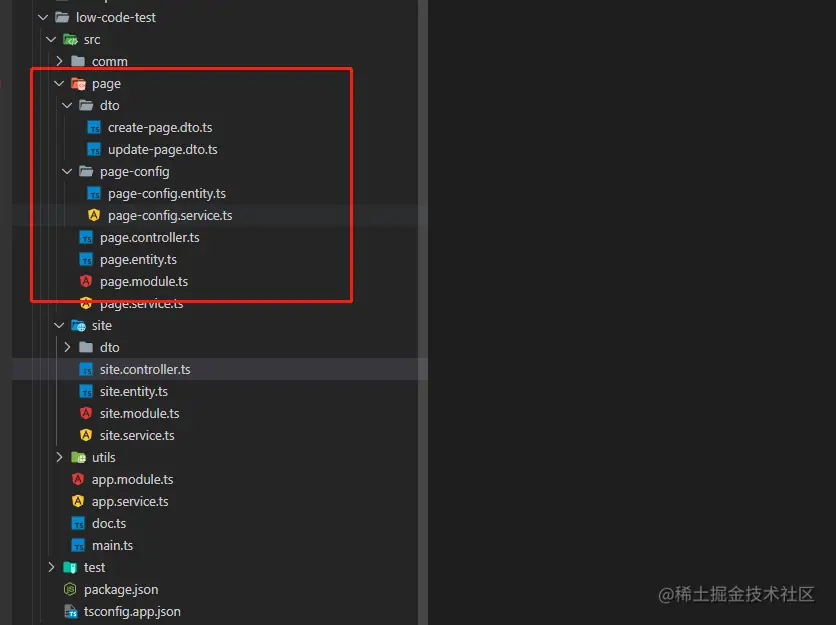 low-code-test
src
comm
page
dto
create-page.dto.ts
update-page.dto.ts
page-config
page-config.entity.ts
page-config.service.ts
page.controller.ts
page.entity.ts
page.module.ts
page.service.ts
site
dto
site.controller.ts
site.entity.ts
site.module.ts
site.service.ts
utils
app.module.ts
app.service.ts
doc.ts
main.ts
test
package.json
tsconfig.app.json
@稀土掘金技术社区